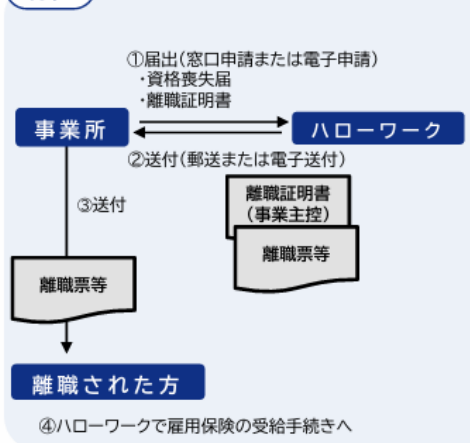 ①届出(窓口申請または電子申請)
・資格喪失届
・離職証明書
事業所
ハローワーク
②送付(郵送または電子送付)
③送付
離職証明書
(事業主控)
離職票等
離職票等
離職された方
④ハローワークで雇用保険の受給手続きへ